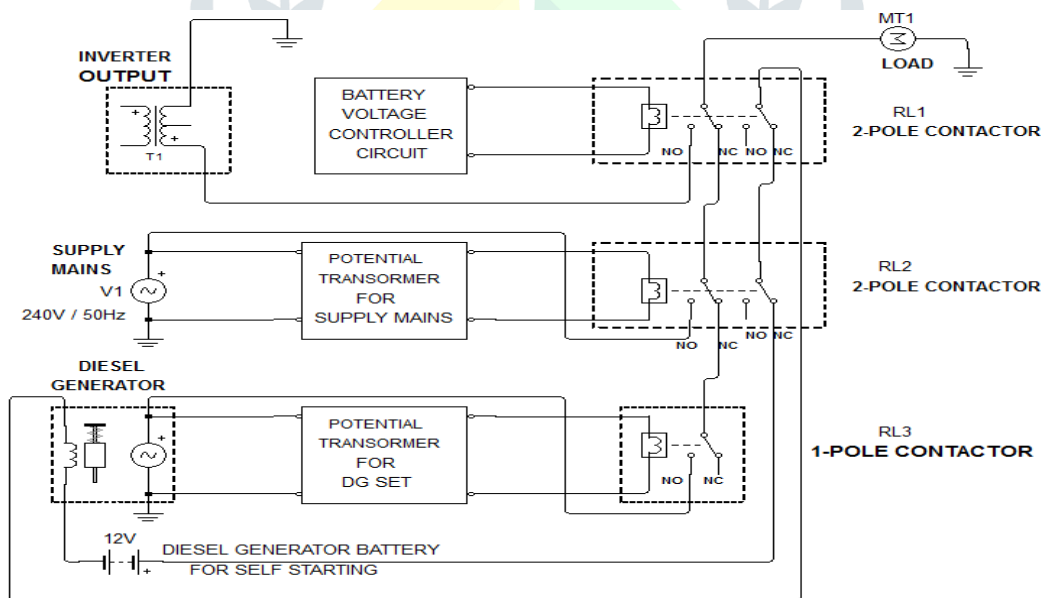 MT1
LOAD
INVERTER
OUTPUT
+
+
T1
BATTERY
VOLTAGE
CONTROLLER
CIRCUIT
NO
NC
NO
NC
RL1
2-POLE CONTACTOR
SUPPLY
MAINS
V1
+
240V / 50Hz
POTENTIAL
TRANSORMER
FOR
SUPPLY MAINS
NO
NC
NO
NC
RL2
2-POLE CONTACTOR
DIESEL
GENERATOR
+
POTENTIAL
TRANSORMER
FOR
DG SET
NO
NC
RL3
1-POLE CONTACTOR
12V
+
DIESEL GENERATOR BATTERY
FOR SELF STARTING